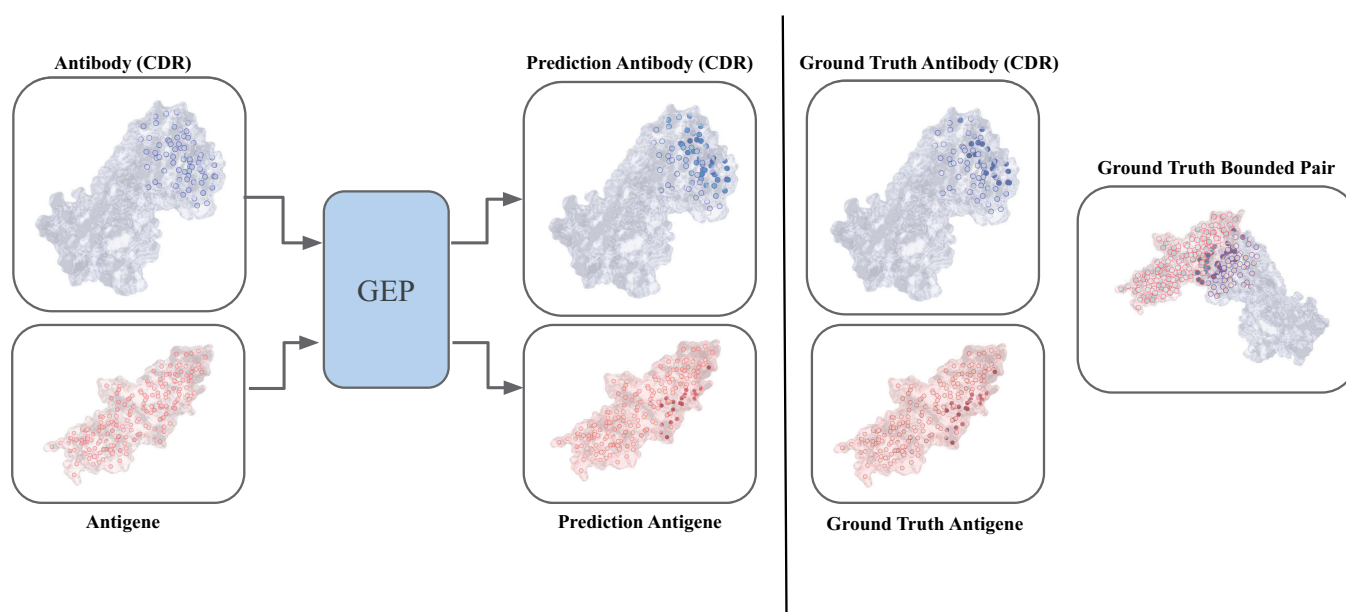 Antibody (CDR)
Prediction Antibody (CDR)
Ground Truth Antibody (CDR)
Ground Truth Bounded Pair
GEP
Antigene
Prediction Antigene
Ground Truth Antigene